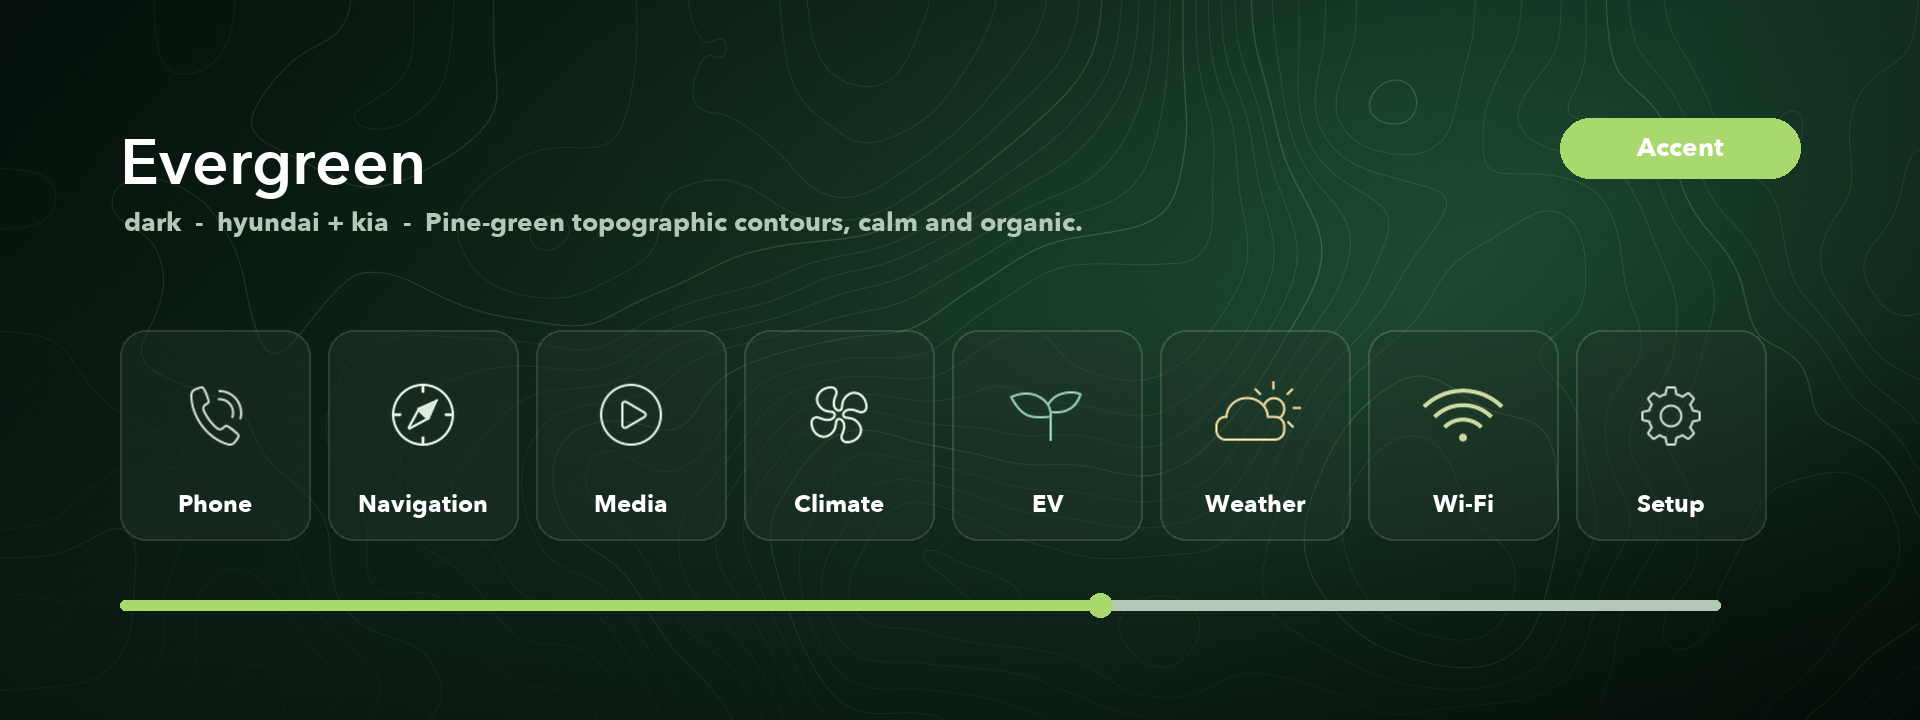 Evergreen
Accent
dark - hyundai + kia - Pine-green topographic contours, calm and organic.
Phone
Navigation
Media
Climate
EV
Weather
Wi-Fi
Setup